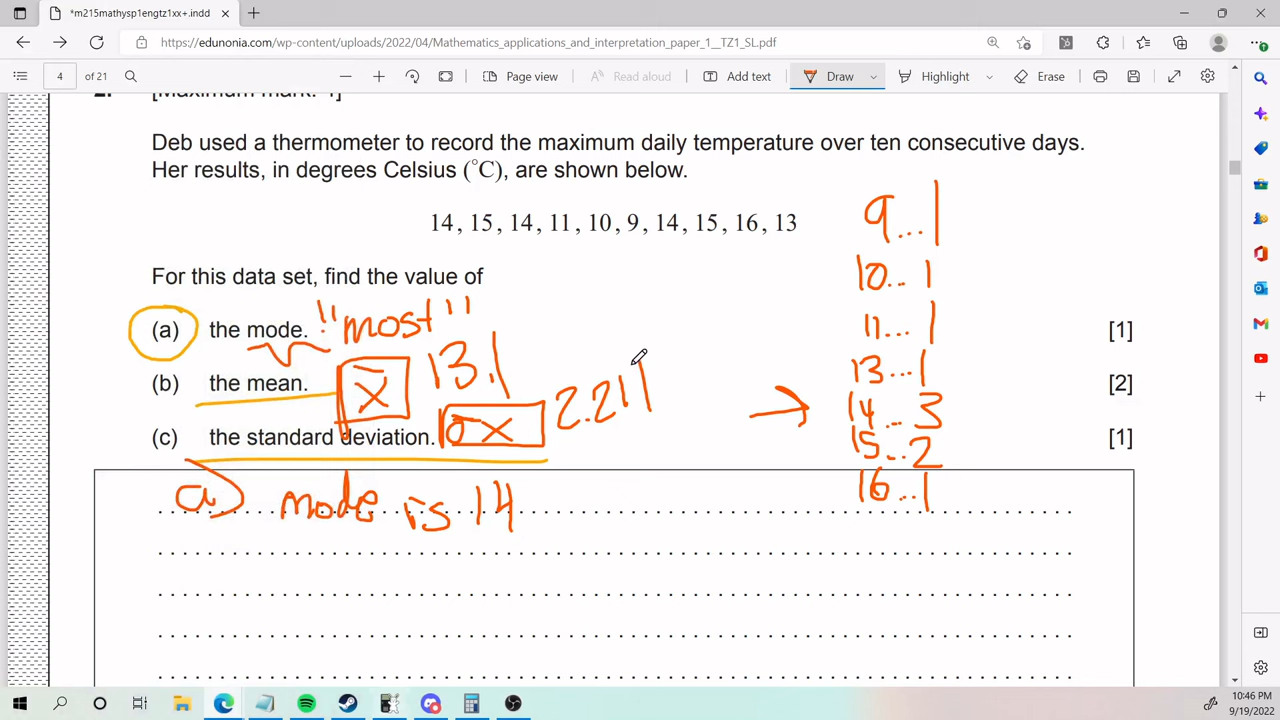 *m215mathysp1engtz1xx+.indd
https://edunonia.com/wp-content/uploads/2022/04/Mathematics_applications_and_interpretation_paper_1__TZ1_SL.pdf
4 of 21 Page view Read aloud Add text Draw Highlight Erase
Deb used a thermometer to record the maximum daily temperature over ten consecutive days.
Her results, in degrees Celsius (°C), are shown below.
14, 15, 14, 11, 10, 9, 14, 15, 16, 13
9...1
For this data set, find the value of
10...1
(a) the mode. "most" [1]
11...1
(b) the mean. x̄ 13.1 [2]
13...1
14...3
(c) the standard deviation. σx 2.211 [1]
15...2
16...1
a) mode is 14
10:46 PM
9/19/2022